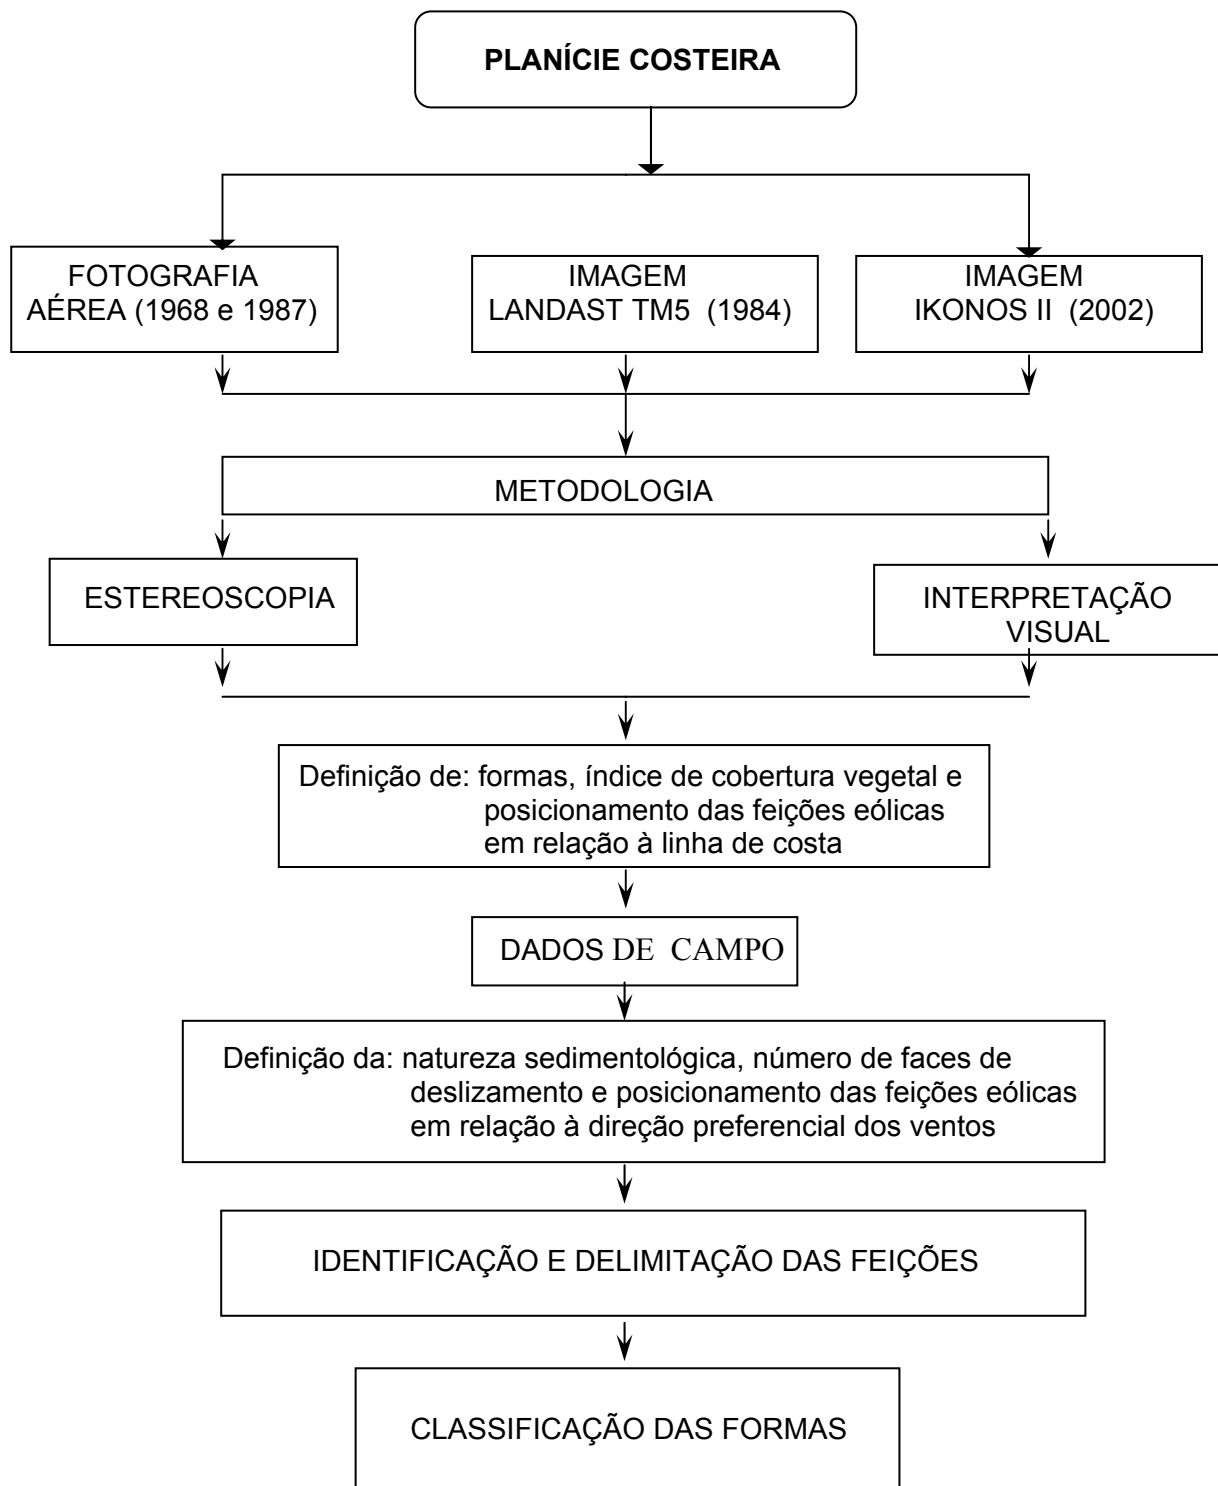 PLANÍCIE COSTEIRA
FOTOGRAFIA
AÉREA (1968 e 1987)
IMAGEM
LANDAST TM5 (1984)
IMAGEM
IKONOS II (2002)
METODOLOGIA
ESTEREOSCOPIA
INTERPRETAÇÃO
VISUAL
Definição de: formas, índice de cobertura vegetal e
posicionamento das feições eólicas
em relação à linha de costa
DADOS DE CAMPO
Definição da: natureza sedimentológica, número de faces de
deslizamento e posicionamento das feições eólicas
em relação à direção preferencial dos ventos
IDENTIFICAÇÃO E DELIMITAÇÃO DAS FEIÇÕES
CLASSIFICAÇÃO DAS FORMAS